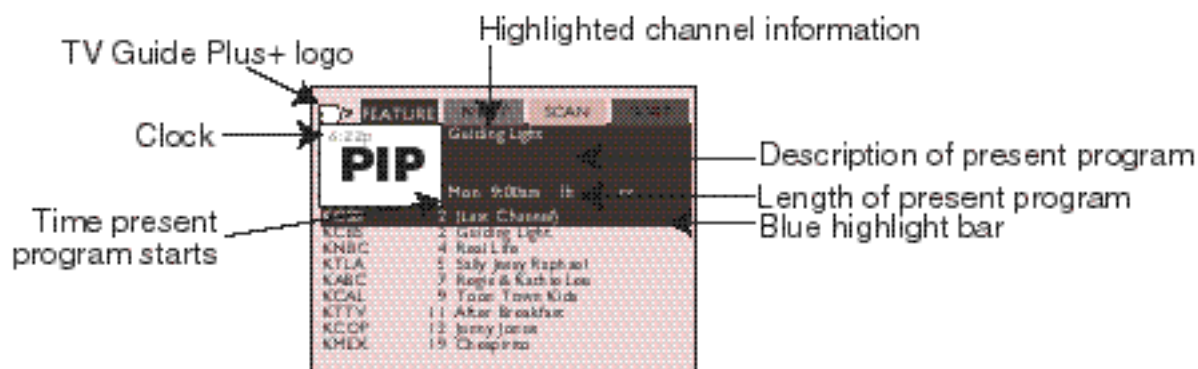 Highlighted channel information
TV Guide Plus+ logo
FEATURE SCAN
Clock
6:22p
Guiding Light
PIP
Description of present program
Mon 9:00am
Length of present program
Time present
program starts
Blue highlight bar
2 (Last Channel)
KCBS 2 Guiding Light
KNBC 4 Real Life
KTLA 5 Sally Jessy Raphael
KABC 7 Regis & Kathie Lee
KCAL 9 Toon Town Kids
KTTV 11 After Breakfast
KCOP 13 Jenny Jones
KMEX 19 Chespirito